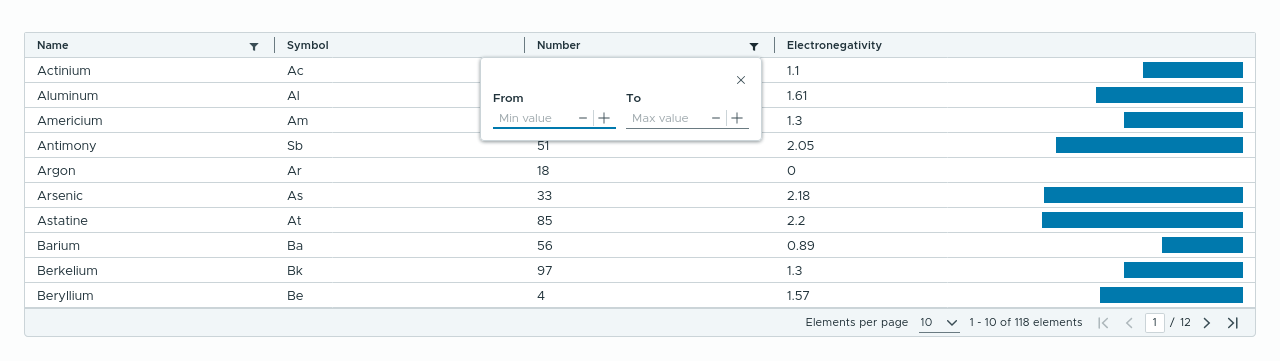 Name Symbol Number Electronegativity
Actinium Ac 1.1
Aluminum Al 1.61
From To
Min value Max value
Americium Am 1.3
Antimony Sb 51 2.05
Argon Ar 18 0
Arsenic As 33 2.18
Astatine At 85 2.2
Barium Ba 56 0.89
Berkelium Bk 97 1.3
Beryllium Be 4 1.57
Elements per page 10 1 - 10 of 118 elements 1 / 12